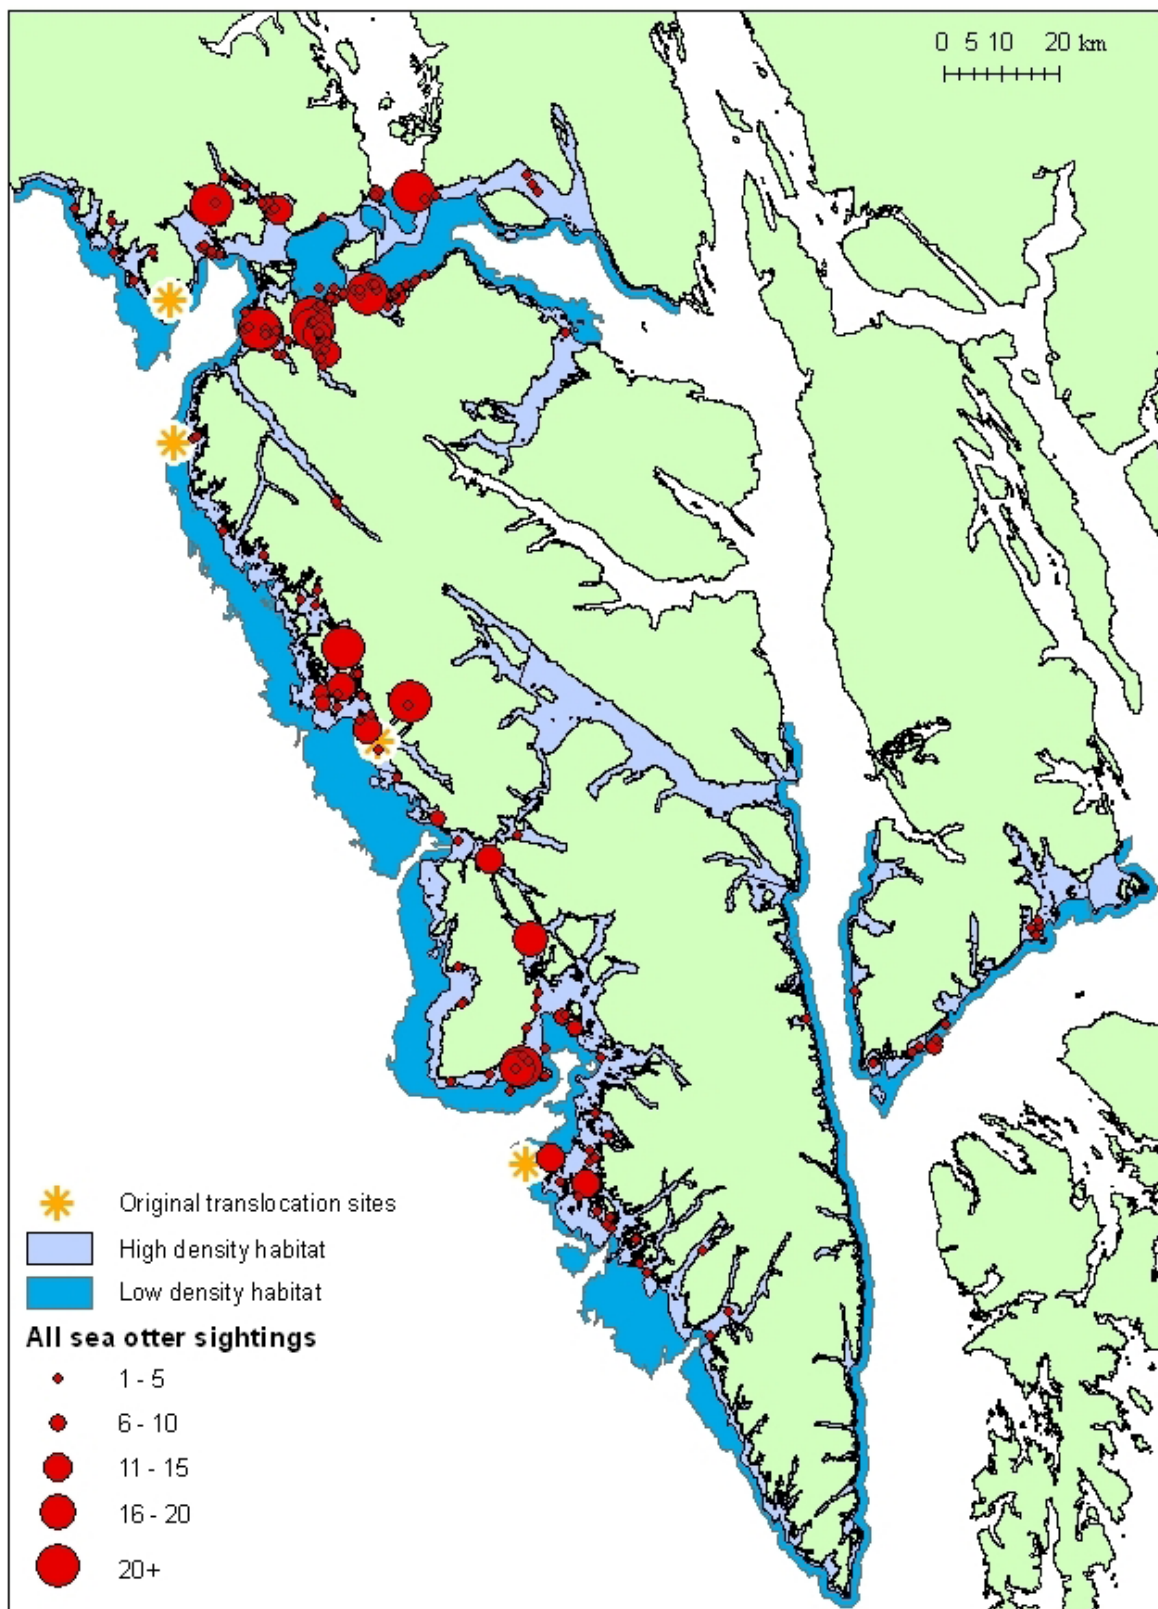 0 5 10 20 km
Original translocation sites
High density habitat
Low density habitat
All sea otter sightings
1 - 5
6 - 10
11 - 15
16 - 20
20+